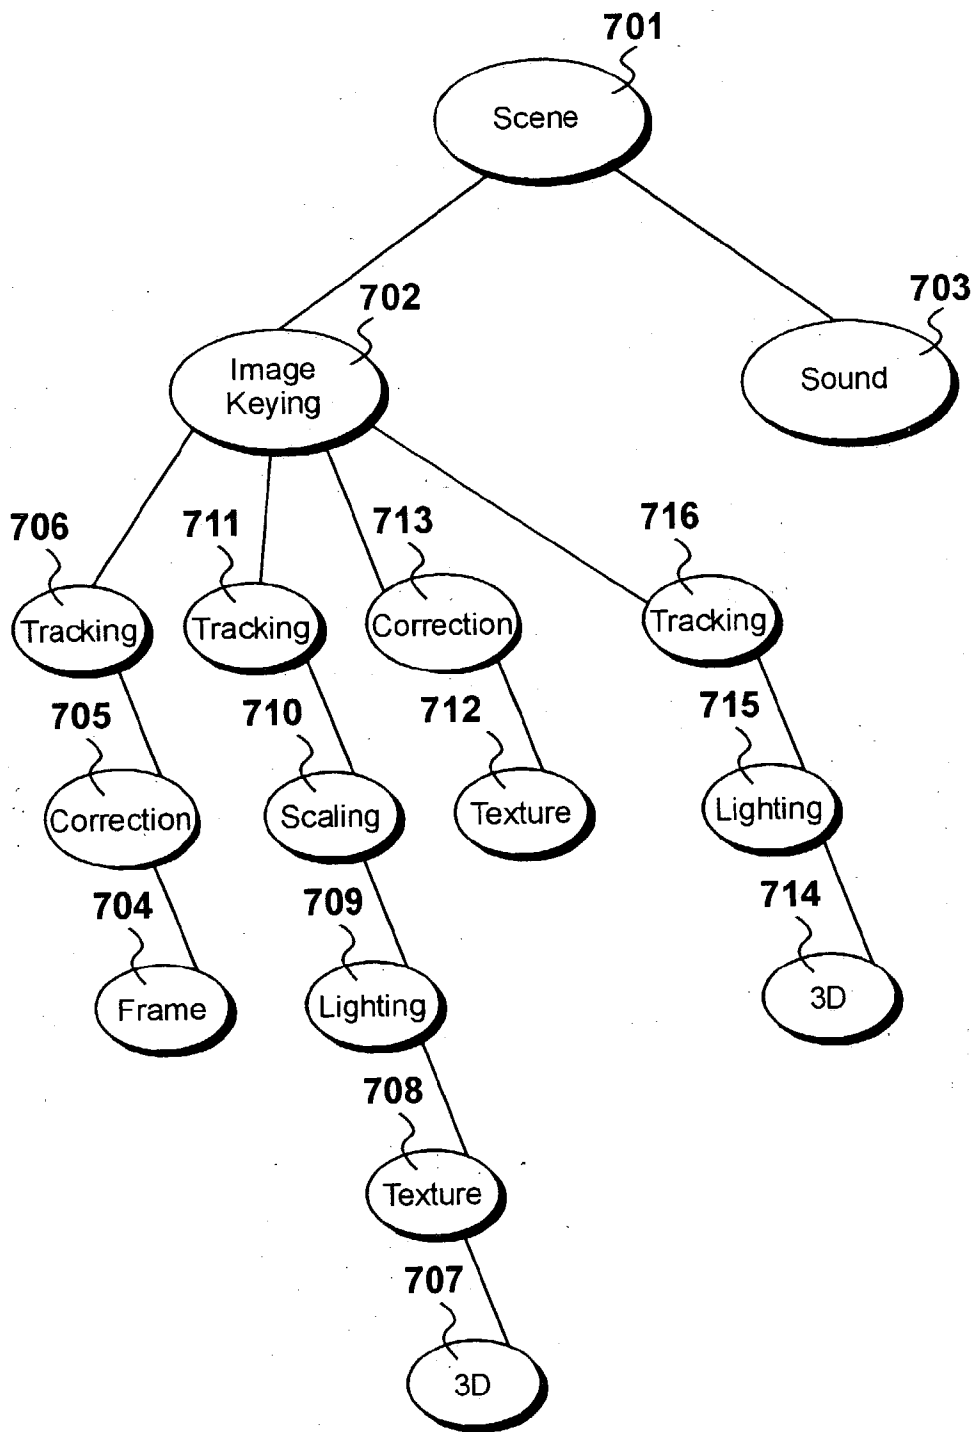 701
Scene
702
703
Image
Keying
Sound
706
711
713
716
Tracking
Tracking
Correction
Tracking
705
710
712
715
Correction
Scaling
Texture
Lighting
704
709
714
Frame
Lighting
3D
708
Texture
707
3D